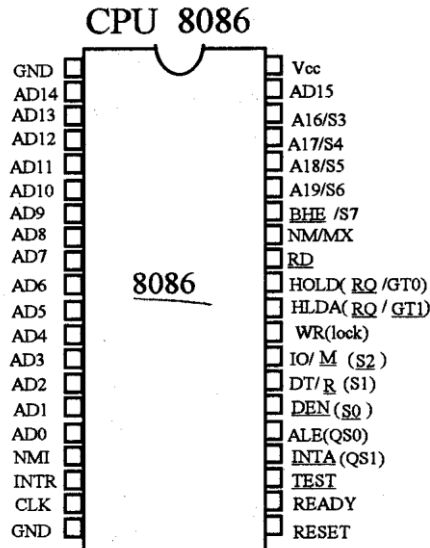 CPU 8086
GND
AD14
AD13
AD12
AD11
AD10
AD9
AD8
AD7
AD6
AD5
AD4
AD3
AD2
AD1
AD0
NMI
INTR
CLK
GND
8086
Vcc
AD15
A16/S3
A17/S4
A18/S5
A19/S6
BHE /S7
NM/MX
RD
HOLD( RQ /GT0)
HLDA( RQ / GT1)
WR(lock)
IO/ M (S2 )
DT/ R (S1)
DEN (S0 )
ALE(QS0)
INTA (QS1)
TEST
READY
RESET